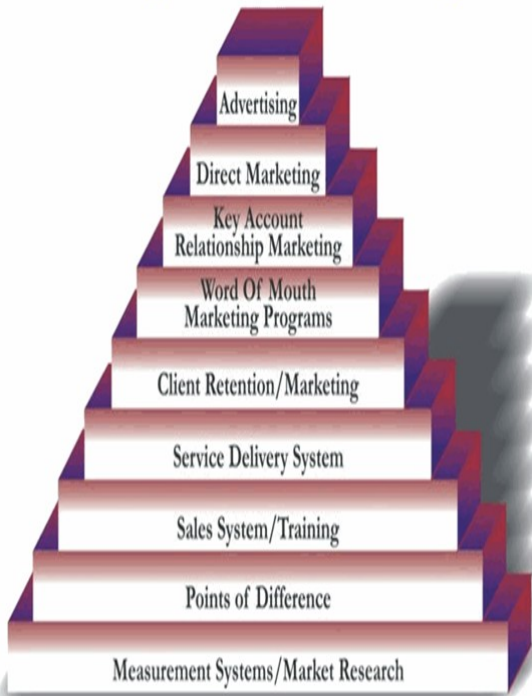 Advertising
Direct Marketing
Key Account
Relationship Marketing
Word Of Mouth
Marketing Programs
Client Retention/Marketing
Service Delivery System
Sales System/Training
Points of Difference
Measurement Systems/Market Research